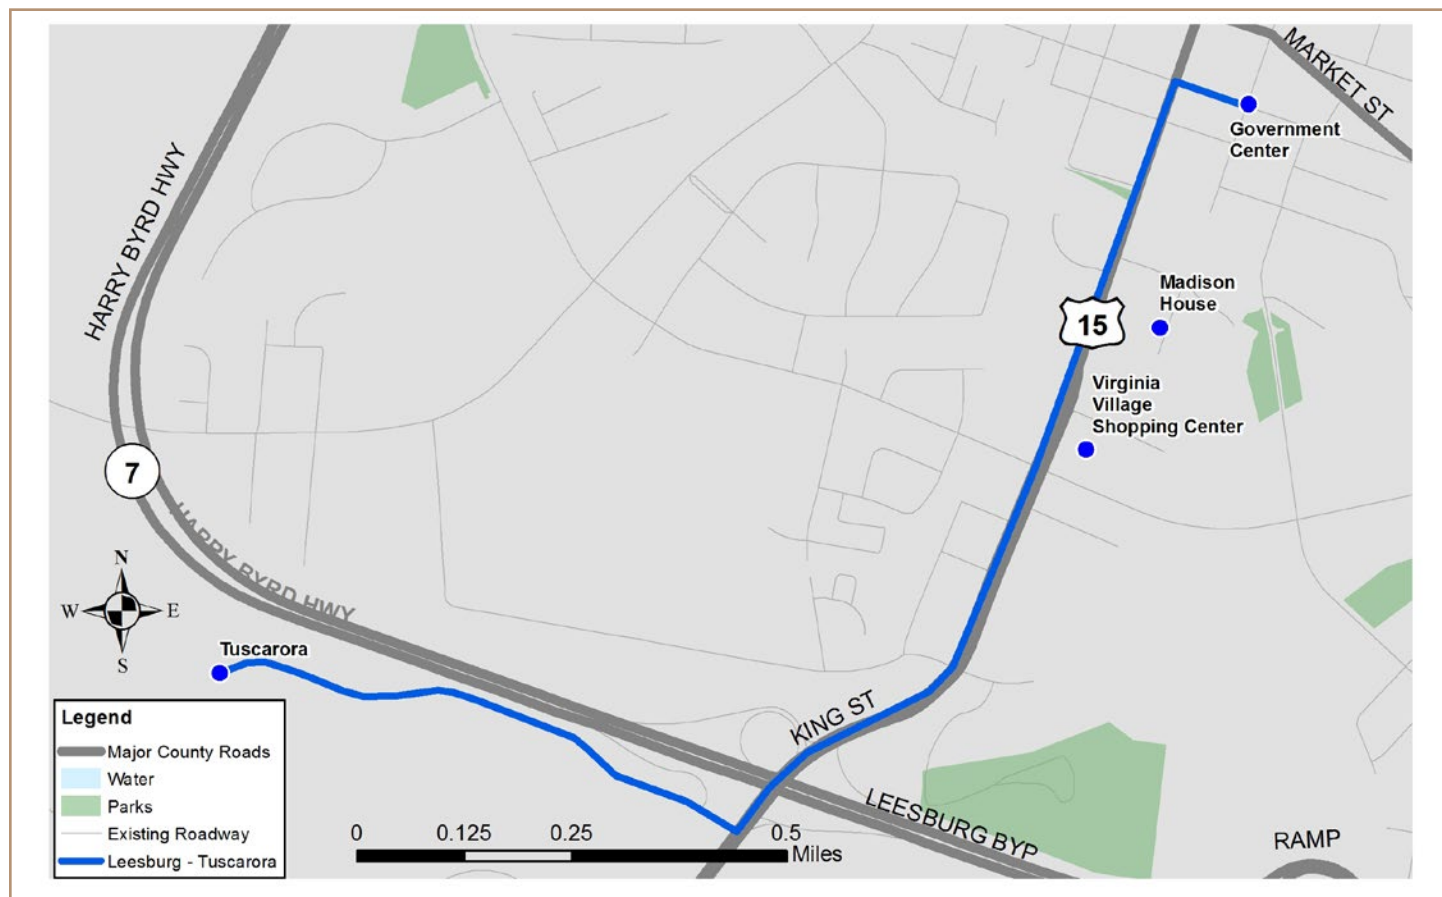 MARKET ST
Government
Center
HARRY BYRD HWY
Madison
House
15
Virginia
Village
Shopping Center
7
HARRY BYRD HWY
N
W
E
S
Tuscarora
KING ST
LEESBURG BYP
RAMP
Legend
Major County Roads
Water
Parks
Existing Roadway
Leesburg - Tuscarora
0 0.125 0.25 0.5
Miles